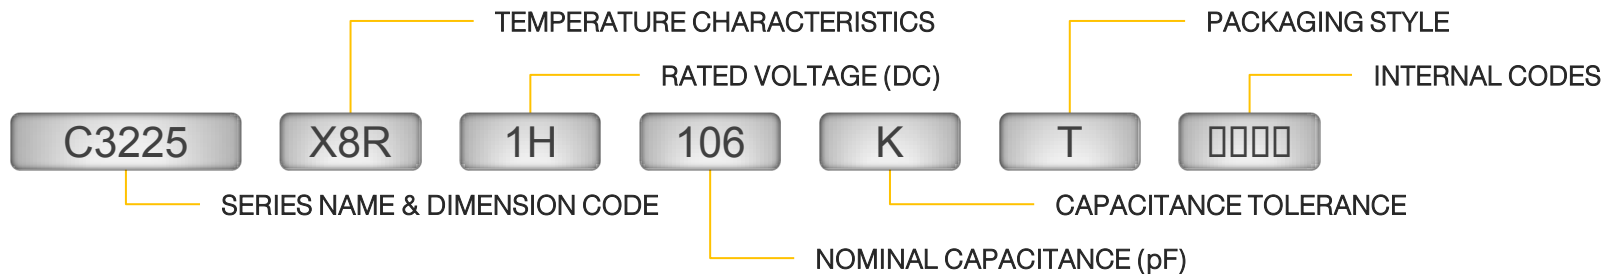 TEMPERATURE CHARACTERISTICS
PACKAGING STYLE
RATED VOLTAGE (DC)
INTERNAL CODES
C3225 X8R 1H 106 K T □□□□
SERIES NAME & DIMENSION CODE
CAPACITANCE TOLERANCE
NOMINAL CAPACITANCE (pF)